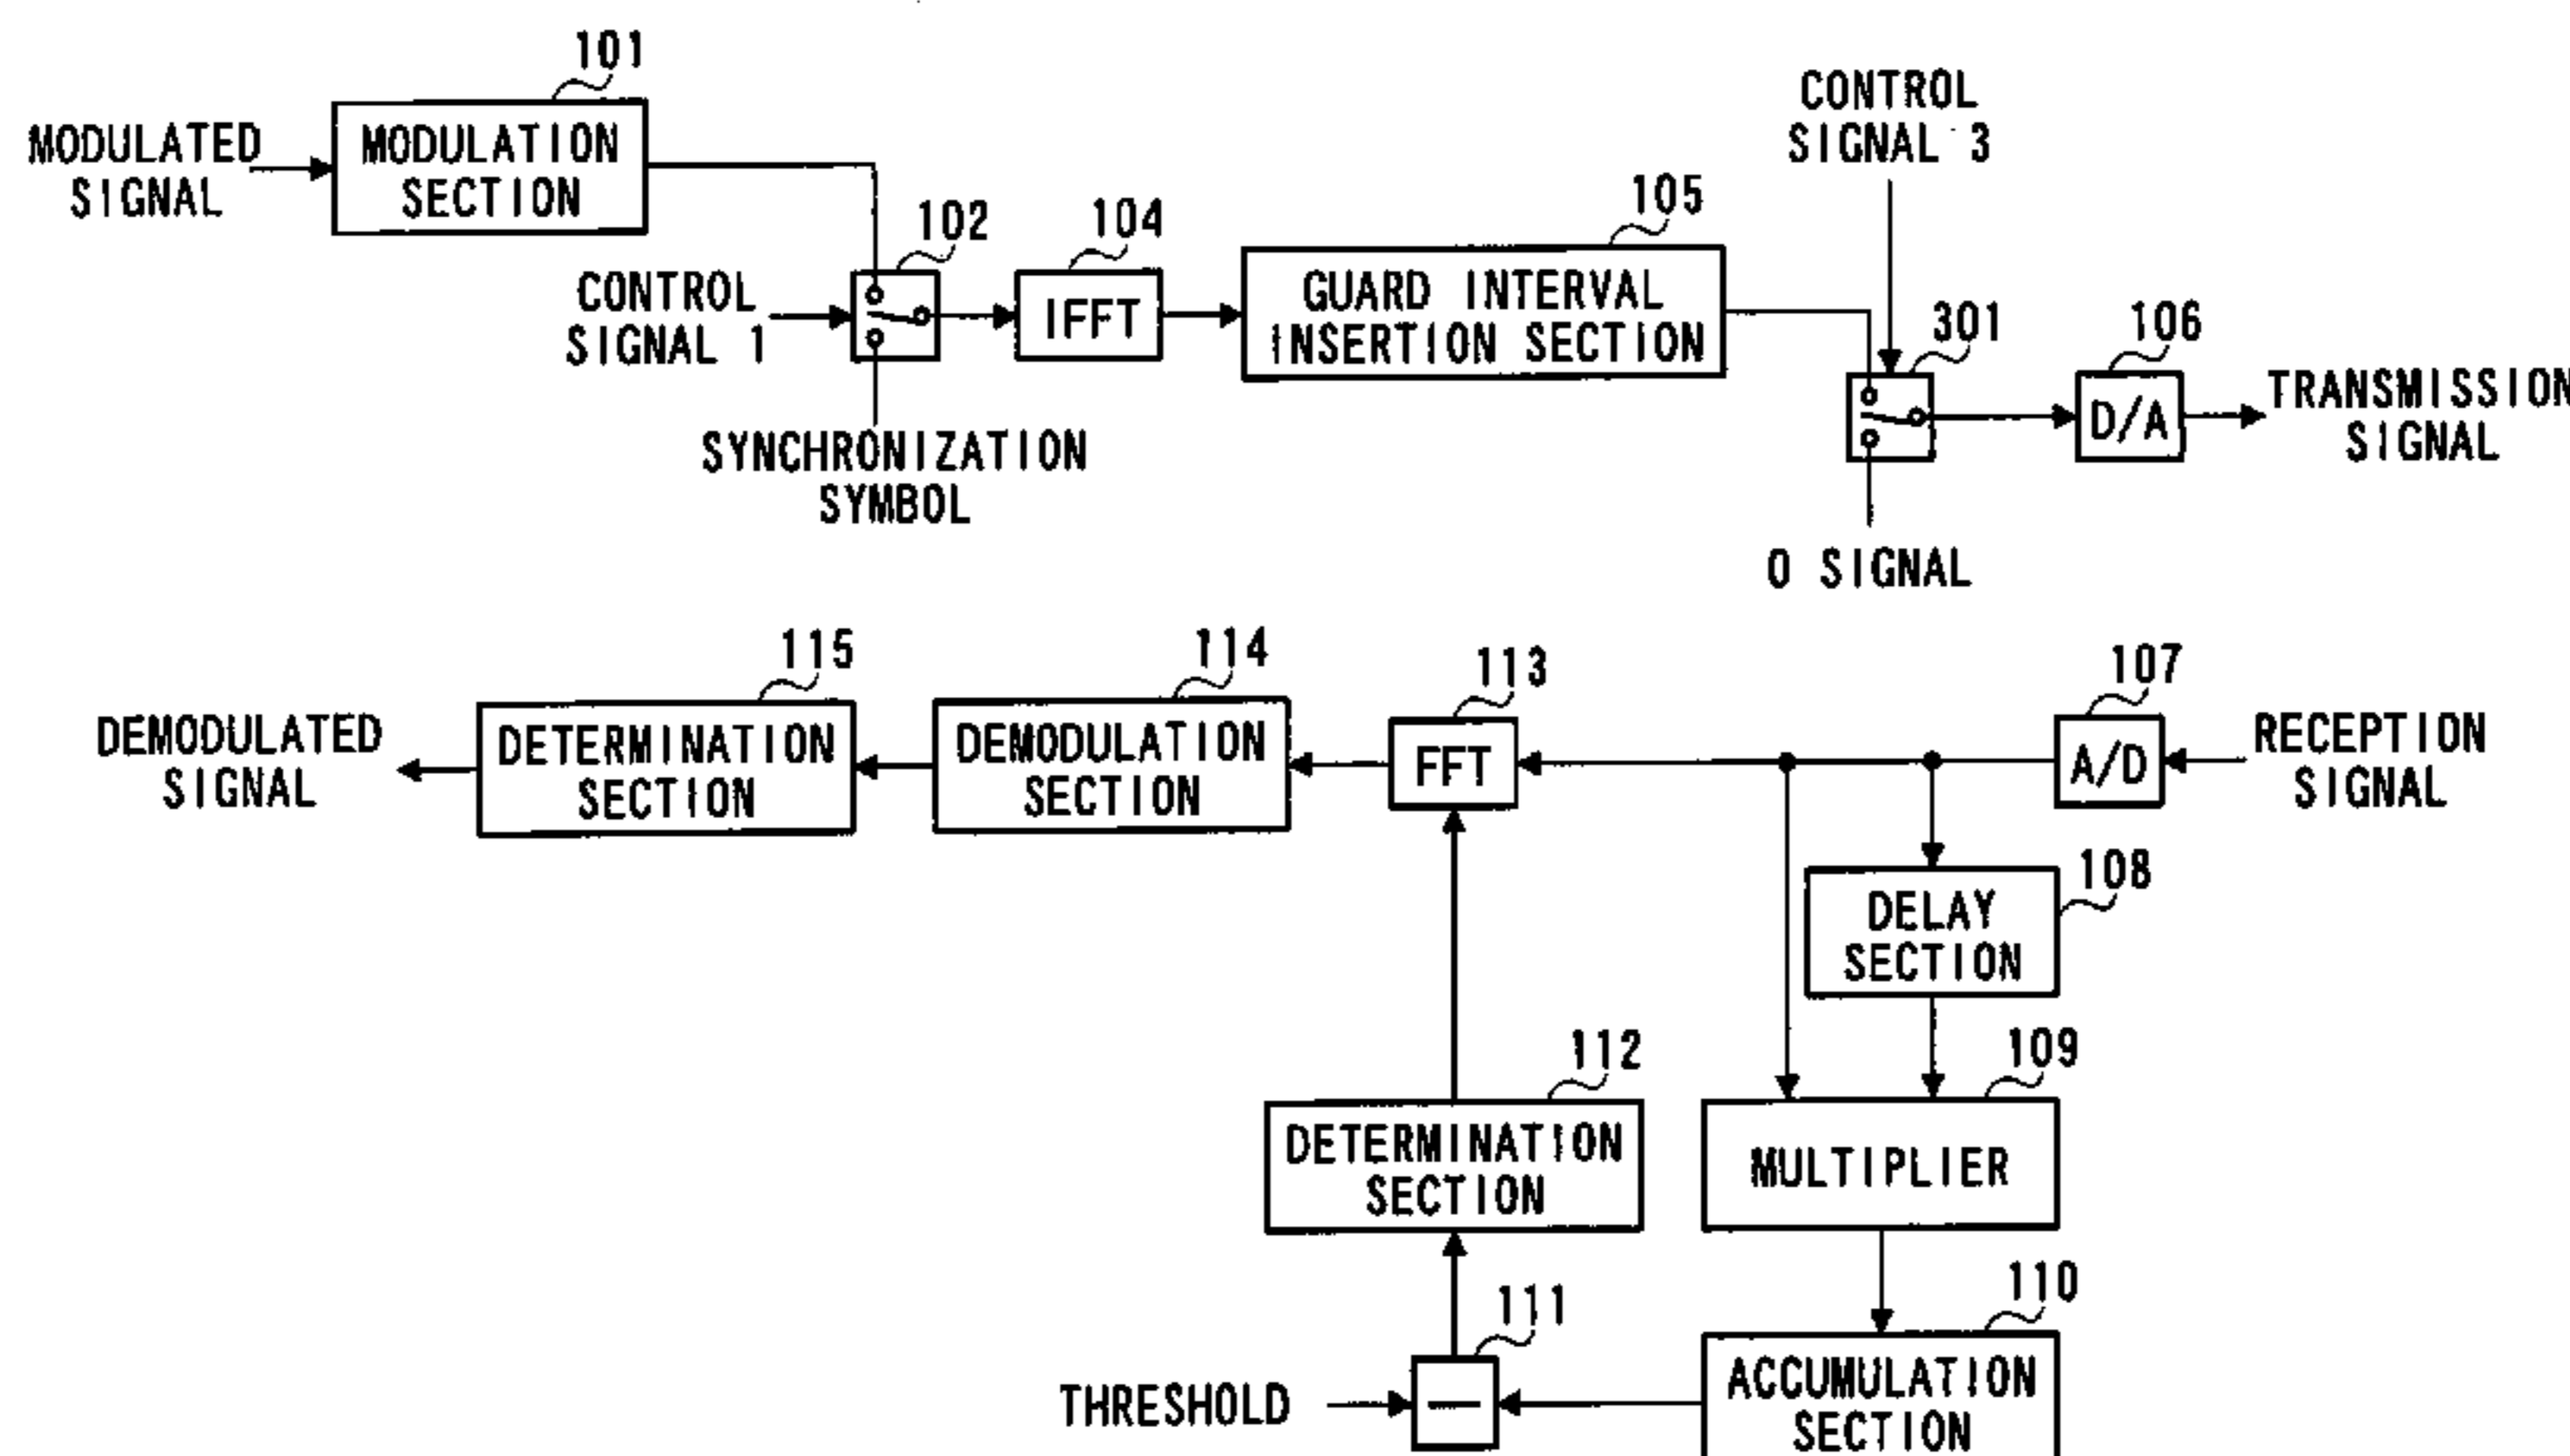 101
MODULATED
SIGNAL
MODULATION
SECTION
CONTROL
SIGNAL 3
102
104
105
CONTROL
SIGNAL 1
IFFT
GUARD INTERVAL
INSERTION SECTION
301
106
D/A
TRANSMISSION
SIGNAL
SYNCHRONIZATION
SYMBOL
0 SIGNAL
115
114
113
107
DEMODULATED
SIGNAL
DETERMINATION
SECTION
DEMODULATION
SECTION
FFT
A/D
RECEPTION
SIGNAL
108
DELAY
SECTION
112
109
DETERMINATION
SECTION
MULTIPLIER
111
110
THRESHOLD
—
ACCUMULATION
SECTION